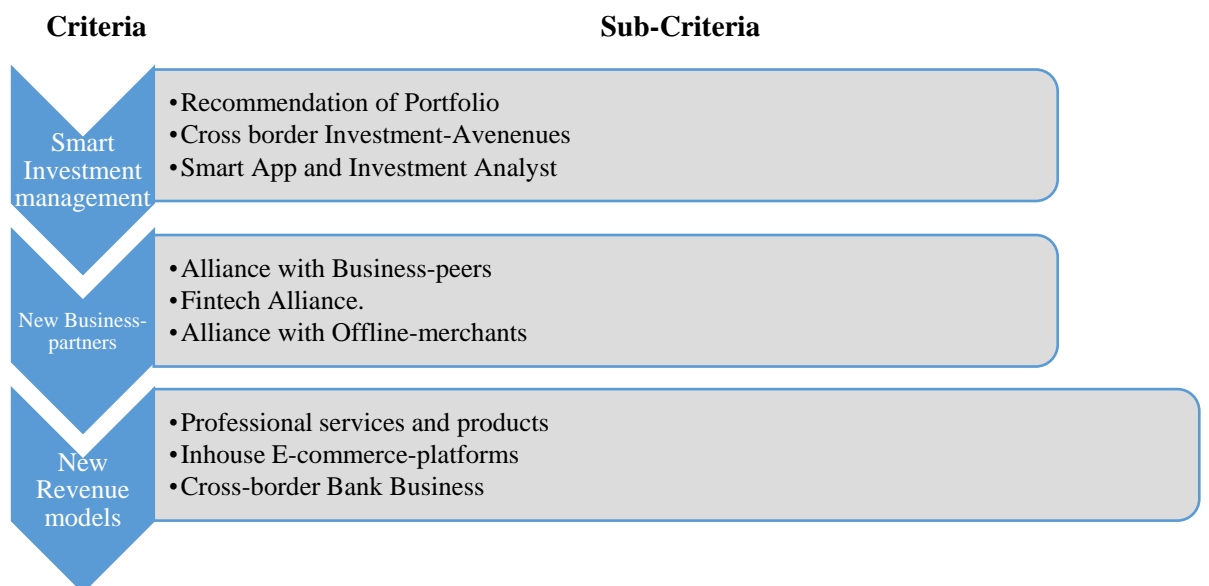 Criteria Sub-Criteria
Smart
Investment
management
•Recommendation of Portfolio
•Cross border Investment-Avenenues
•Smart App and Investment Analyst
New Business-
partners
•Alliance with Business-peers
•Fintech Alliance.
•Alliance with Offline-merchants
New
Revenue
models
•Professional services and products
•Inhouse E-commerce-platforms
•Cross-border Bank Business